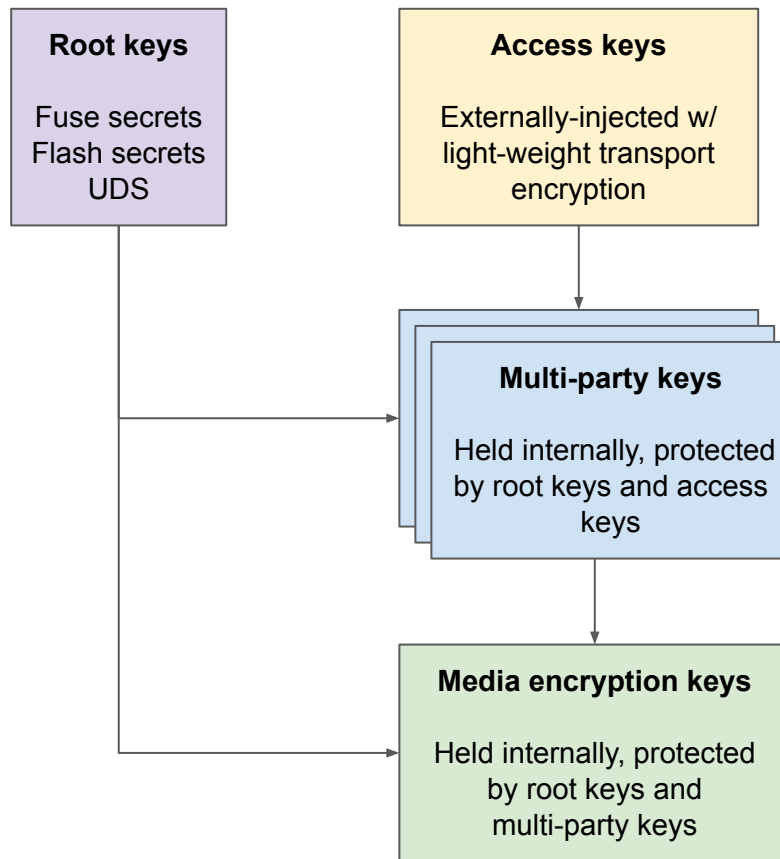 Root keys
Fuse secrets
Flash secrets
UDS
Access keys
Externally-injected w/
light-weight transport
encryption
Multi-party keys
Held internally, protected
by root keys and access
keys
Media encryption keys
Held internally, protected
by root keys and
multi-party keys